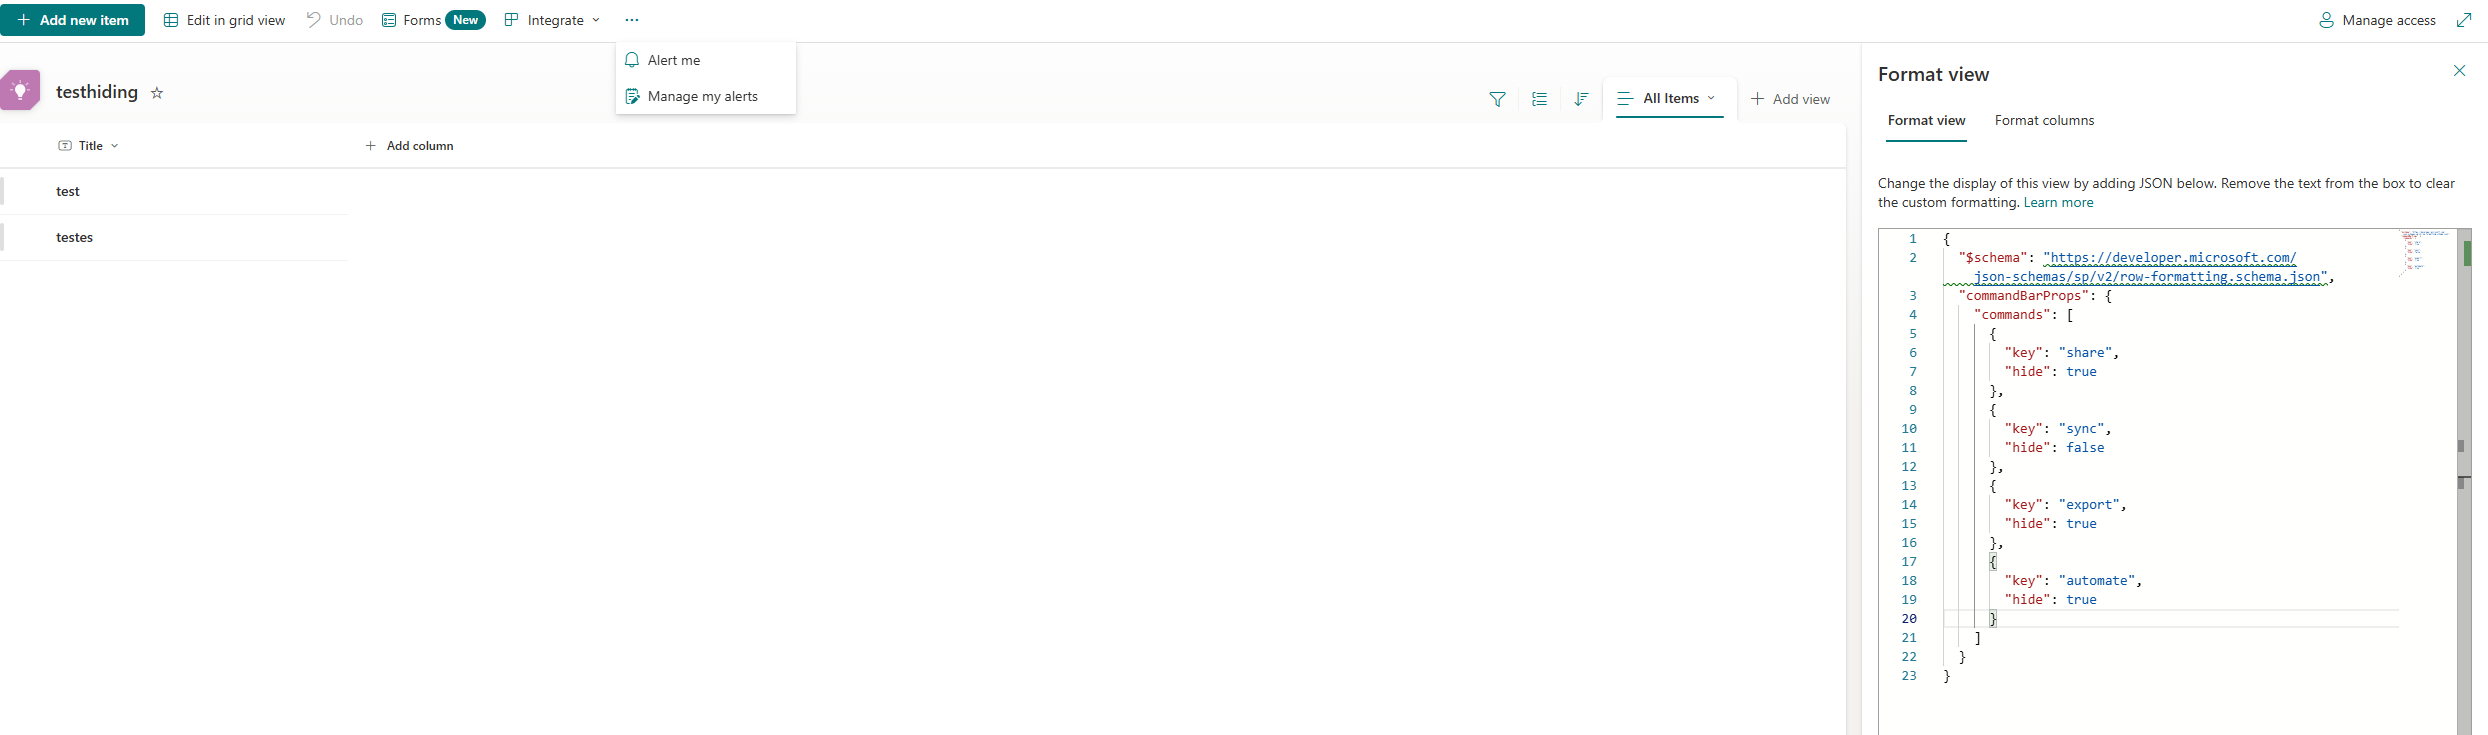 Add new item
Edit in grid view
Undo
Forms New
Integrate
...
Manage access
Alert me
Manage my alerts
testhiding
All Items
Add view
Title
Add column
test
testes
Format view
Format view
Format columns
Change the display of this view by adding JSON below. Remove the text from the box to clear
the custom formatting. Learn more
1 {
2 "$schema": "https://developer.microsoft.com/
json-schemas/sp/v2/row-formatting.schema.json",
3 "commandBarProps": {
4 "commands": [
5 {
6 "key": "share",
7 "hide": true
8 },
9 {
10 "key": "sync",
11 "hide": false
12 },
13 {
14 "key": "export",
15 "hide": true
16 },
17 {
18 "key": "automate",
19 "hide": true
20 }
21 ]
22 }
23 }